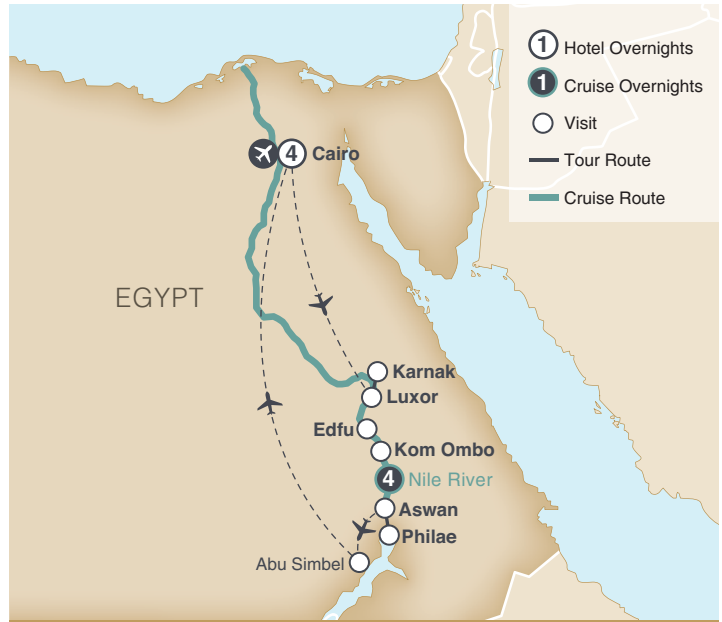 1 Hotel Overnights
1 Cruise Overnights
Visit
Tour Route
Cruise Route
4 Cairo
EGYPT
Karnak
Luxor
Edfu
Kom Ombo
4 Nile River
Aswan
Philae
Abu Simbel